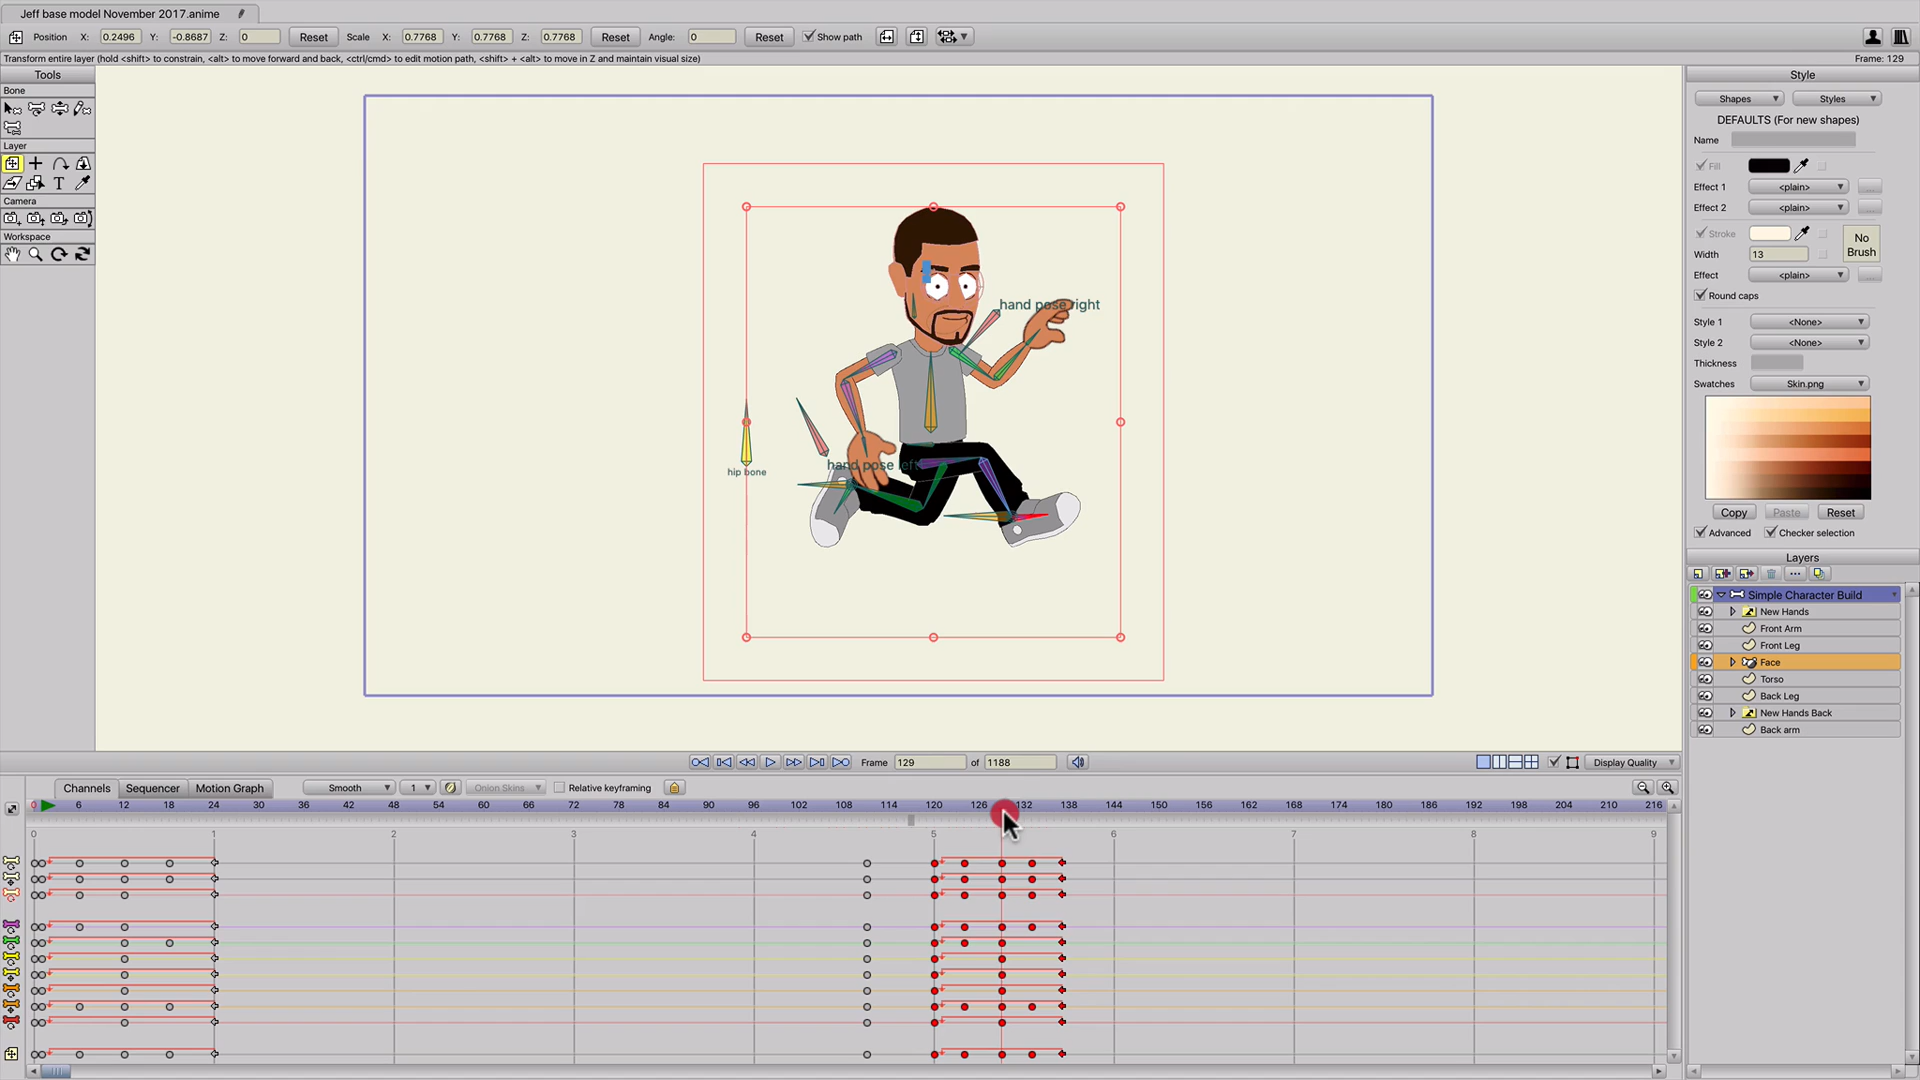 Jeff base model November 2017.anime
Position X: 0.2496 Y: -0.8687 Z: 0 Reset Scale X: 0.7768 Y: 0.7768 Z: 0.7768 Reset Angle: 0 Reset Show path
Transform entire layer (hold <shift> to constrain, <alt> to move forward and back, <ctrl/cmd> to edit motion path, <shift> + <alt> to move in Z and maintain visual size)
Frame: 129
Tools
Bone
Layer
T
Camera
Workspace
hand pose right
hand pose left
hip bone
Style
Shapes Styles
DEFAULTS (For new shapes)
Name
Fill
Effect 1 <plain> ...
Effect 2 <plain> ...
Stroke
No Brush
Width 13
Effect <plain> ...
Round caps
Style 1 <None>
Style 2 <None>
Thickness
Swatches Skin.png
Copy Paste Reset
Advanced Checker selection
Layers
Simple Character Build
New Hands
Front Arm
Front Leg
Face
Torso
Back Leg
New Hands Back
Back arm
Frame 129 of 1188 Display Quality
Channels Sequencer Motion Graph Smooth 1 Onion Skins Relative keyframing
0 6 12 18 24 30 36 42 48 54 60 66 72 78 84 90 96 102 108 114 120 126 132 138 144 150 156 162 168 174 180 186 192 198 204 210 216
0 1 2 3 4 5 6 7 8 9